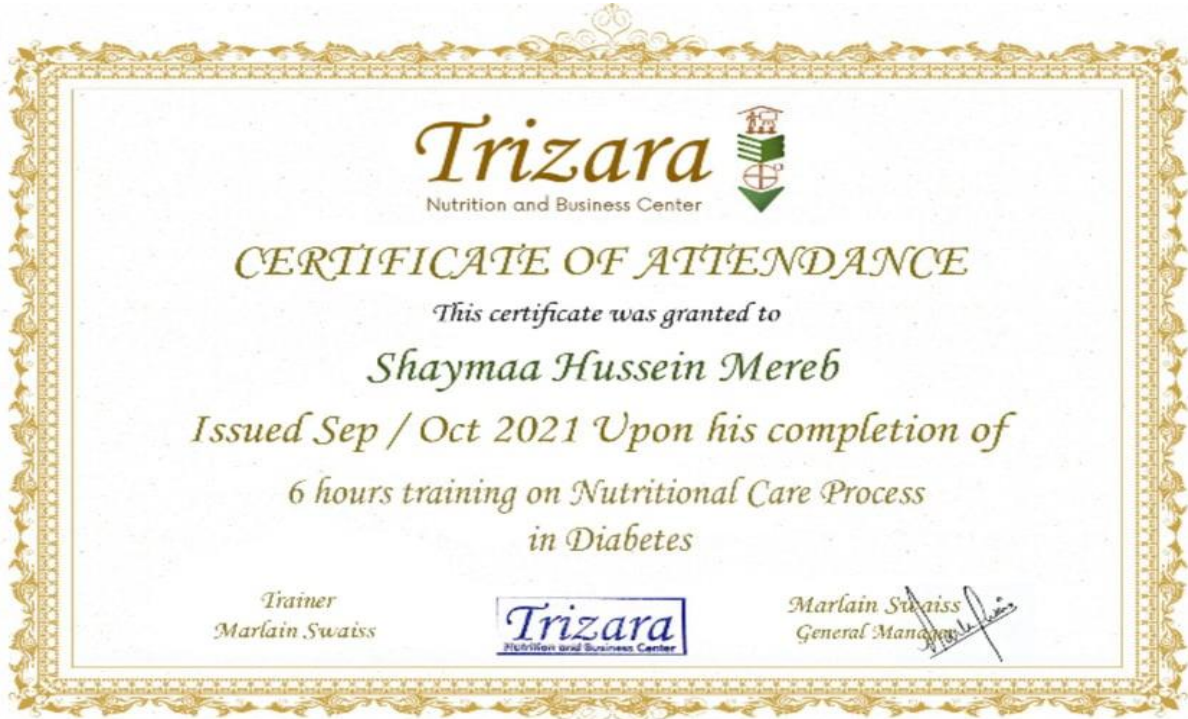 Trizara
Nutrition and Business Center
CERTIFICATE OF ATTENDANCE
This certificate was granted to
Shaymaa Hussein Mereb
Issued Sep / Oct 2021 Upon his completion of
6 hours training on Nutritional Care Process
in Diabetes
Trainer
Marlain Swaiss
Trizara
Nutrition and Business Center
Marlain Swaiss
General Manager